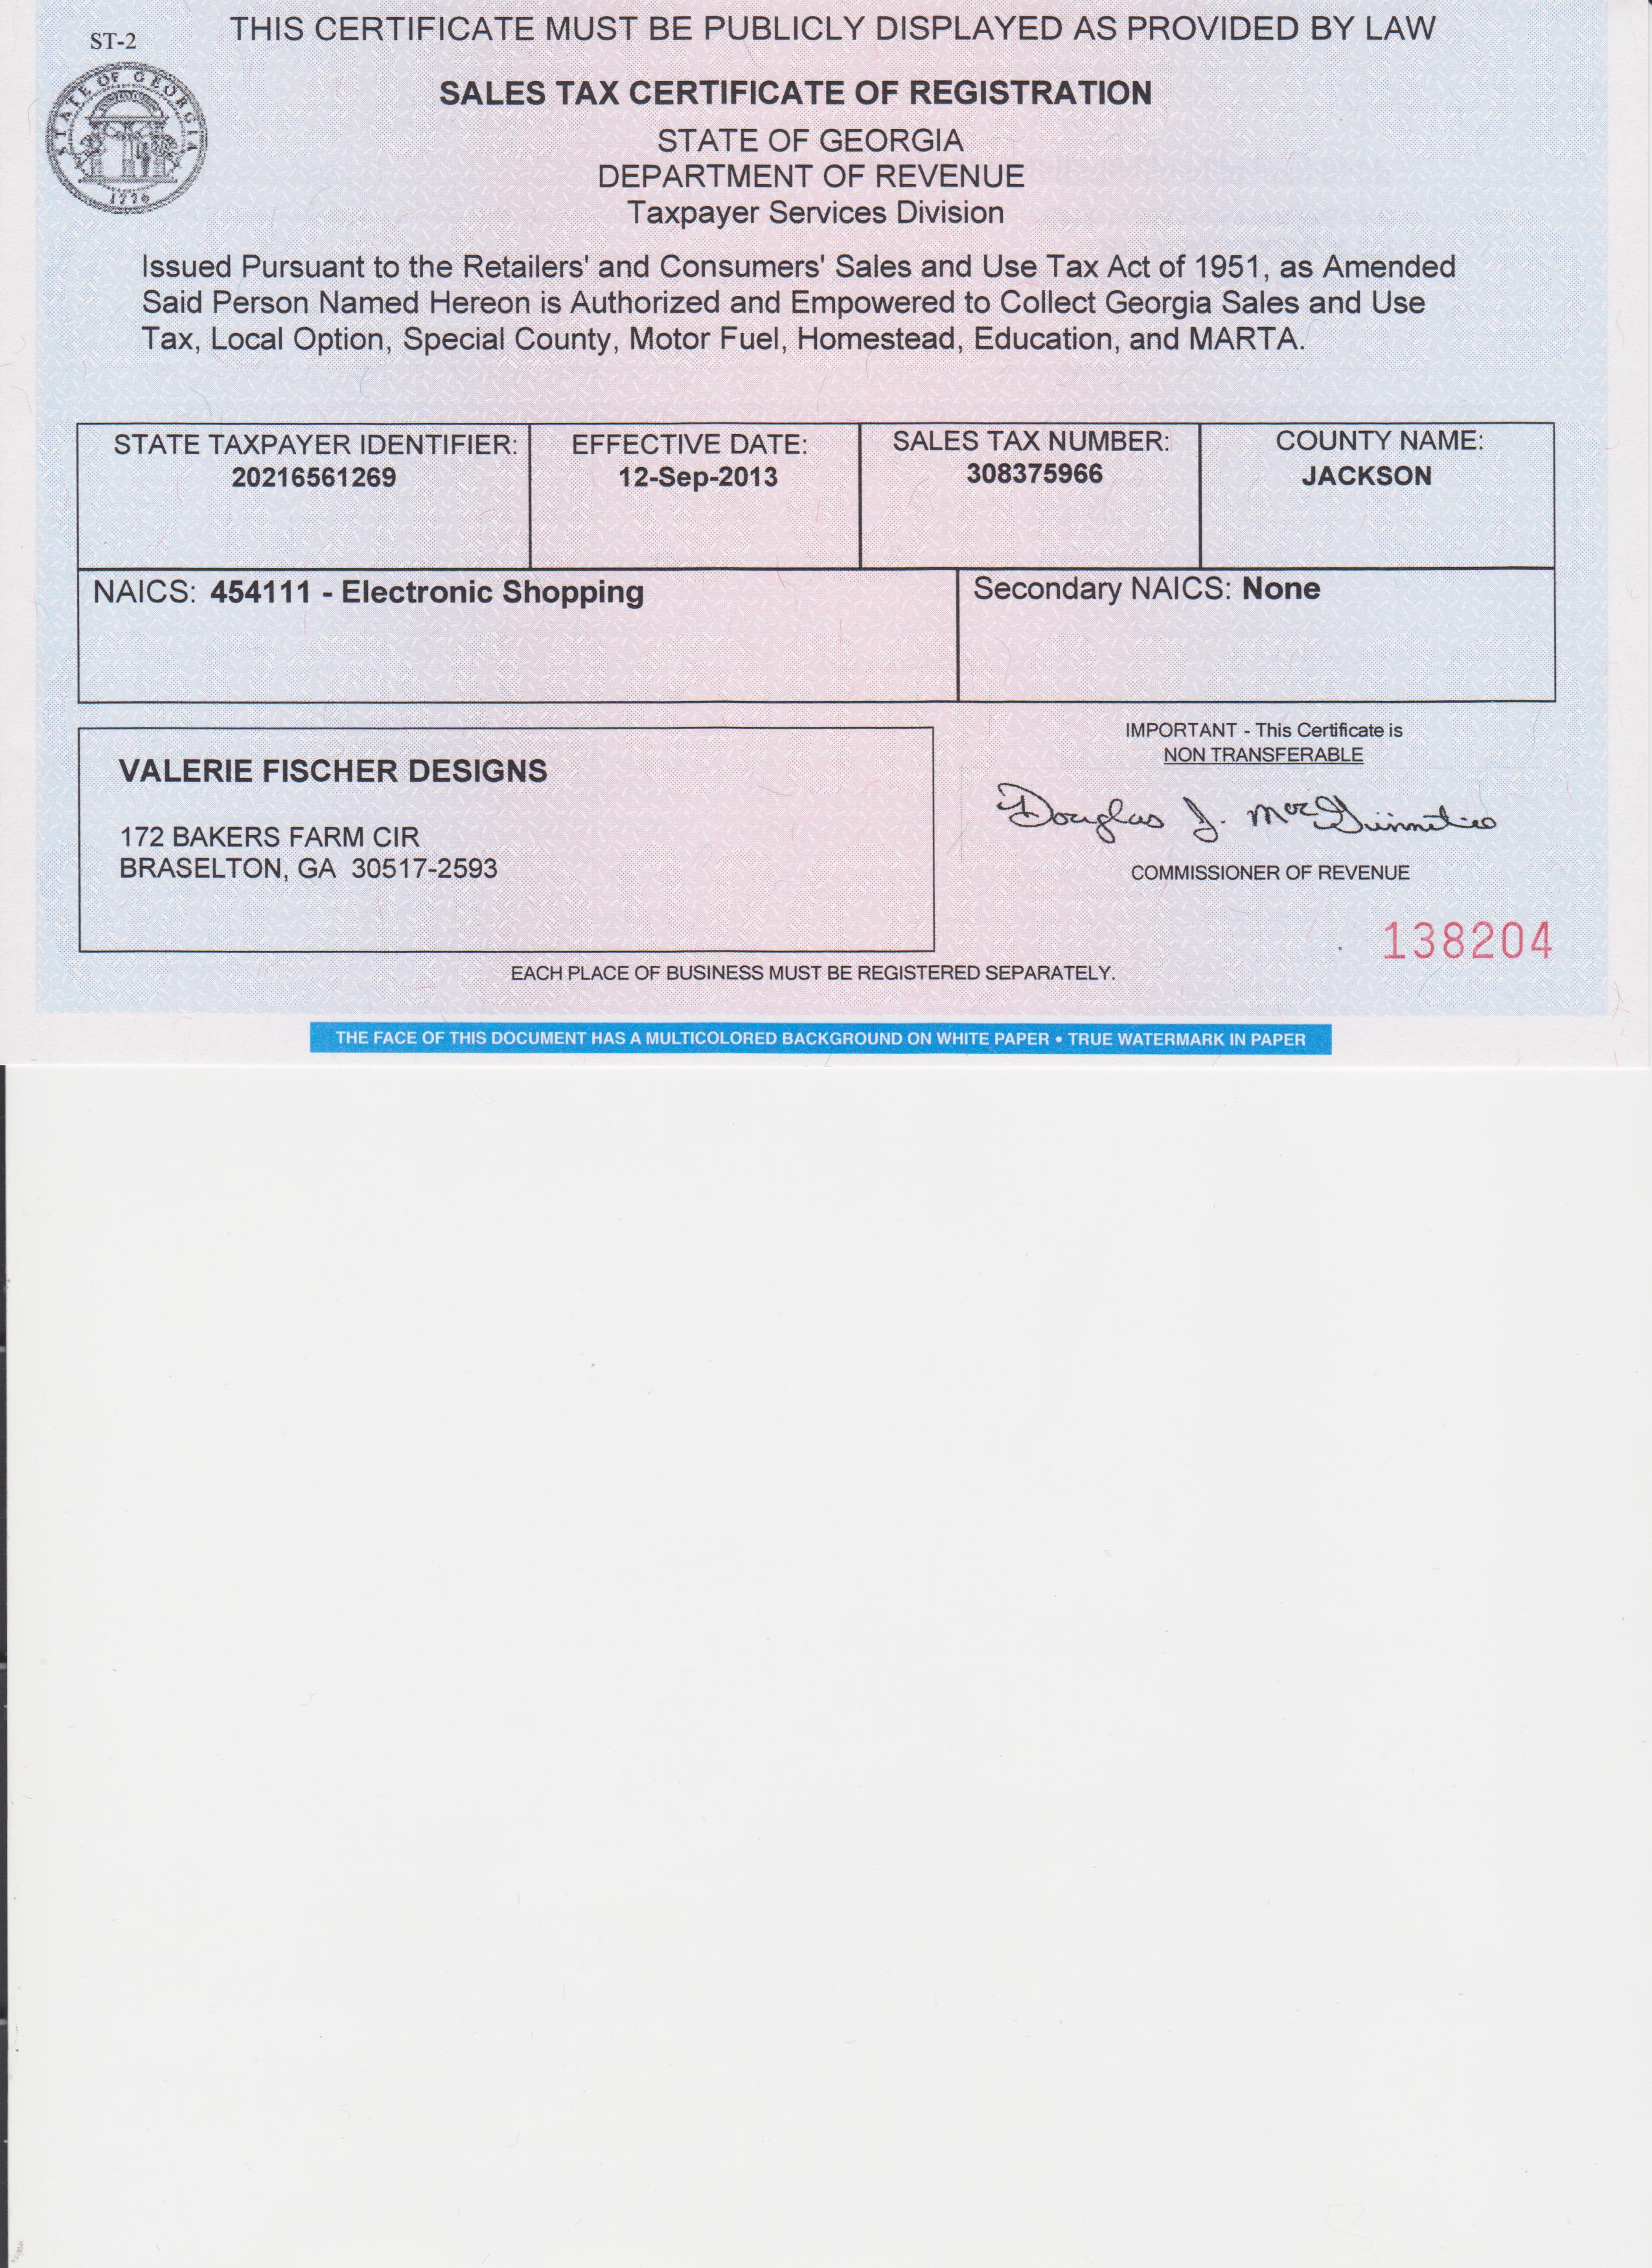 ST-2
THIS CERTIFICATE MUST BE PUBLICLY DISPLAYED AS PROVIDED BY LAW
STATE OF GEORGIA
1776
SALES TAX CERTIFICATE OF REGISTRATION
STATE OF GEORGIA
DEPARTMENT OF REVENUE
Taxpayer Services Division
Issued Pursuant to the Retailers' and Consumers' Sales and Use Tax Act of 1951, as Amended
Said Person Named Hereon is Authorized and Empowered to Collect Georgia Sales and Use
Tax, Local Option, Special County, Motor Fuel, Homestead, Education, and MARTA.
STATE TAXPAYER IDENTIFIER:
20216561269
EFFECTIVE DATE:
12-Sep-2013
SALES TAX NUMBER:
308375966
COUNTY NAME:
JACKSON
NAICS: 454111 - Electronic Shopping
Secondary NAICS: None
VALERIE FISCHER DESIGNS
172 BAKERS FARM CIR
BRASELTON, GA 30517-2593
IMPORTANT - This Certificate is
NON TRANSFERABLE
Douglas J.
COMMISSIONER OF REVENUE
138204
EACH PLACE OF BUSINESS MUST BE REGISTERED SEPARATELY.
THE FACE OF THIS DOCUMENT HAS A MULTICOLORED BACKGROUND ON WHITE PAPER • TRUE WATERMARK IN PAPER